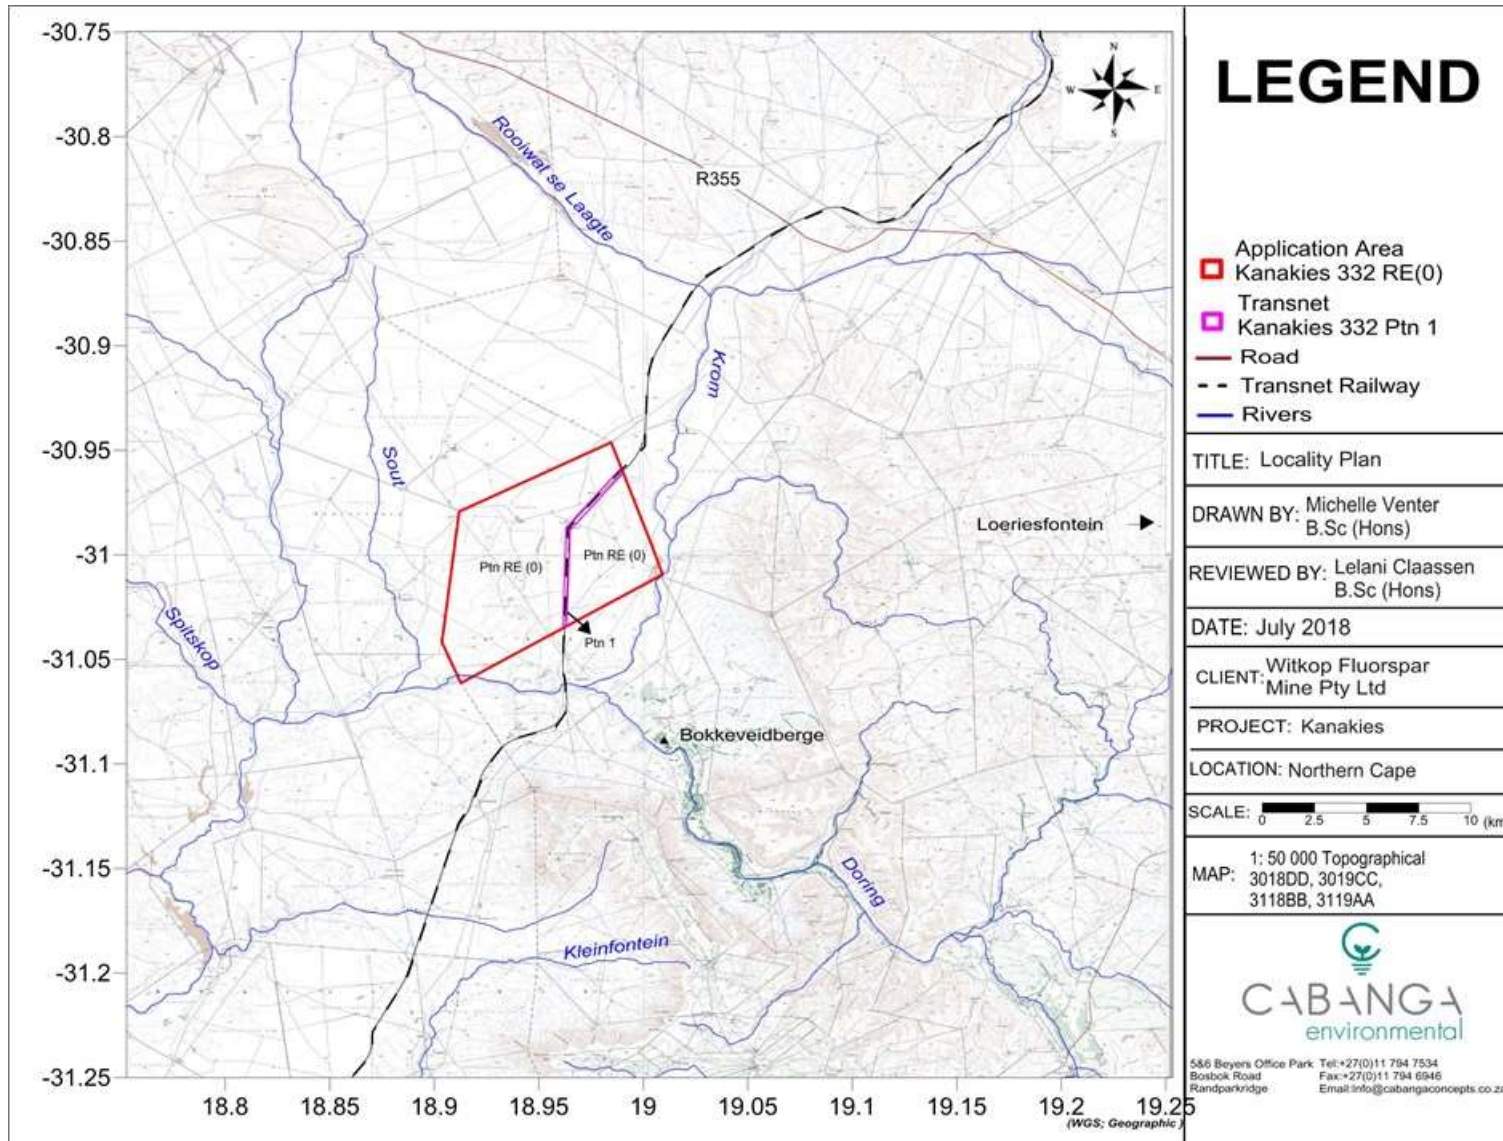 -30.75
-30.8
-30.85
-30.9
-30.95
-31
-31.05
-31.1
-31.15
-31.2
-31.25
18.8
18.85
18.9
18.95
19
19.05
19.1
19.15
19.2
19.25
(WGS; Geographic )
N
W
E
S
Rooiwal se Laagte
R355
Krom
Sout
Loeriesfontein
Ptn RE (0)
Ptn RE (0)
Ptn 1
Spitskop
Bokkeveidberge
Doring
Kleinfontein
LEGEND
Application Area
Kanakies 332 RE(0)
Transnet
Kanakies 332 Ptn 1
Road
Transnet Railway
Rivers
TITLE: Locality Plan
DRAWN BY: Michelle Venter
B.Sc (Hons)
REVIEWED BY: Lelani Claassen
B.Sc (Hons)
DATE: July 2018
CLIENT: Witkop Fluorspar
Mine Pty Ltd
PROJECT: Kanakies
LOCATION: Northern Cape
SCALE:
0 2.5 5 7.5 10 (km
MAP: 1: 50 000 Topographical
3018DD, 3019CC,
3118BB, 3119AA
CABANGA
environmental
5&6 Beyers Office Park Tel:+27(0)11 794 7534
Bosbok Road Fax:+27(0)11 794 6946
Randparkridge Email:info@cabangaconcepts.co.za